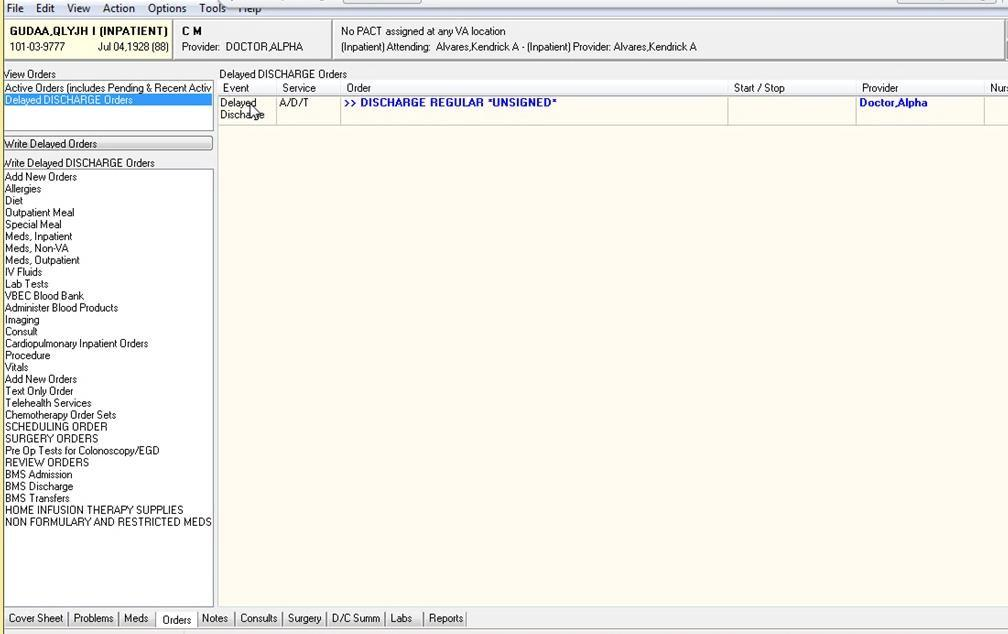 File Edit View Action Options Tools Help
GUDAA,QLYJH I (INPATIENT)
101-03-9777 Jul 04,1928 (88)
C M
Provider: DOCTOR,ALPHA
No PACT assigned at any VA location
(Inpatient) Attending: Alvares,Kendrick A - (Inpatient) Provider: Alvares,Kendrick A
View Orders
Active Orders (includes Pending & Recent Activ
Delayed DISCHARGE Orders
Write Delayed Orders
Write Delayed DISCHARGE Orders
Add New Orders
Allergies
Diet
Outpatient Meal
Special Meal
Meds, Inpatient
Meds, Non-VA
Meds, Outpatient
IV Fluids
Lab Tests
VBEC Blood Bank
Administer Blood Products
Imaging
Consult
Cardiopulmonary Inpatient Orders
Procedure
Vitals
Add New Orders
Text Only Order
Telehealth Services
Chemotherapy Order Sets
SCHEDULING ORDER
SURGERY ORDERS
Pre Op Tests for Colonoscopy/EGD
REVIEW ORDERS
BMS Admission
BMS Discharge
BMS Transfers
HOME INFUSION THERAPY SUPPLIES
NON FORMULARY AND RESTRICTED MEDS
Delayed DISCHARGE Orders
Event Service Order Start / Stop Provider Nur
Delayed A/D/T >> DISCHARGE REGULAR *UNSIGNED* Doctor,Alpha
Discharge
Cover Sheet Problems Meds Orders Notes Consults Surgery D/C Summ Labs Reports